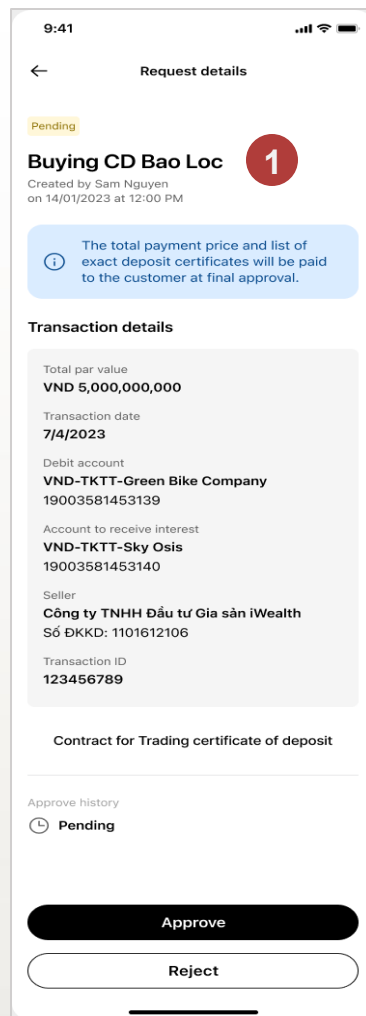 9:41
Request details
Pending
Buying CD Bao Loc
1
Created by Sam Nguyen
on 14/01/2023 at 12:00 PM
The total payment price and list of
exact deposit certificates will be paid
to the customer at final approval.
Transaction details
Total par value
VND 5,000,000,000
Transaction date
7/4/2023
Debit account
VND-TKTT-Green Bike Company
19003581453139
Account to receive interest
VND-TKTT-Sky Osis
19003581453140
Seller
Công ty TNHH Đầu tư Gia sản iWealth
Số ĐKKD: 1101612106
Transaction ID
123456789
Contract for Trading certificate of deposit
Approve history
Pending
Approve
Reject